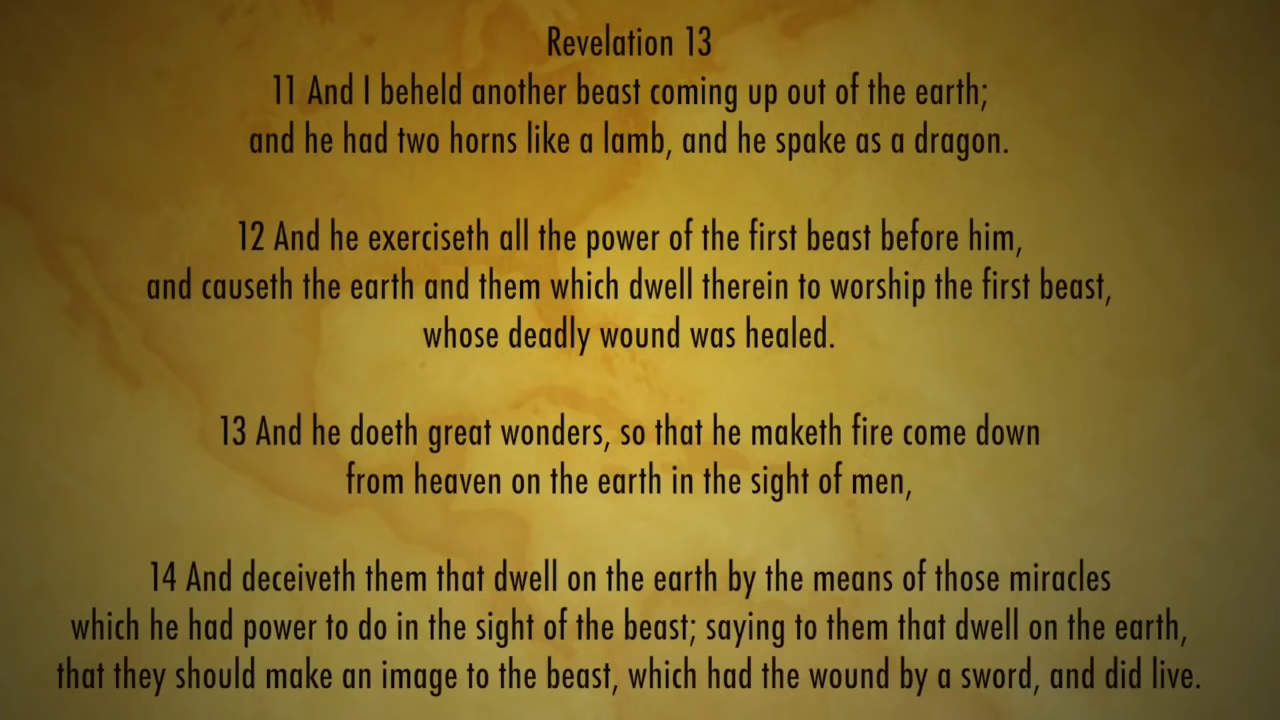 Revelation 13
11 And I beheld another beast coming up out of the earth;
and he had two horns like a lamb, and he spake as a dragon.
12 And he exerciseth all the power of the first beast before him,
and causeth the earth and them which dwell therein to worship the first beast,
whose deadly wound was healed.
13 And he doeth great wonders, so that he maketh fire come down
from heaven on the earth in the sight of men,
14 And deceiveth them that dwell on the earth by the means of those miracles
which he had power to do in the sight of the beast; saying to them that dwell on the earth,
that they should make an image to the beast, which had the wound by a sword, and did live.